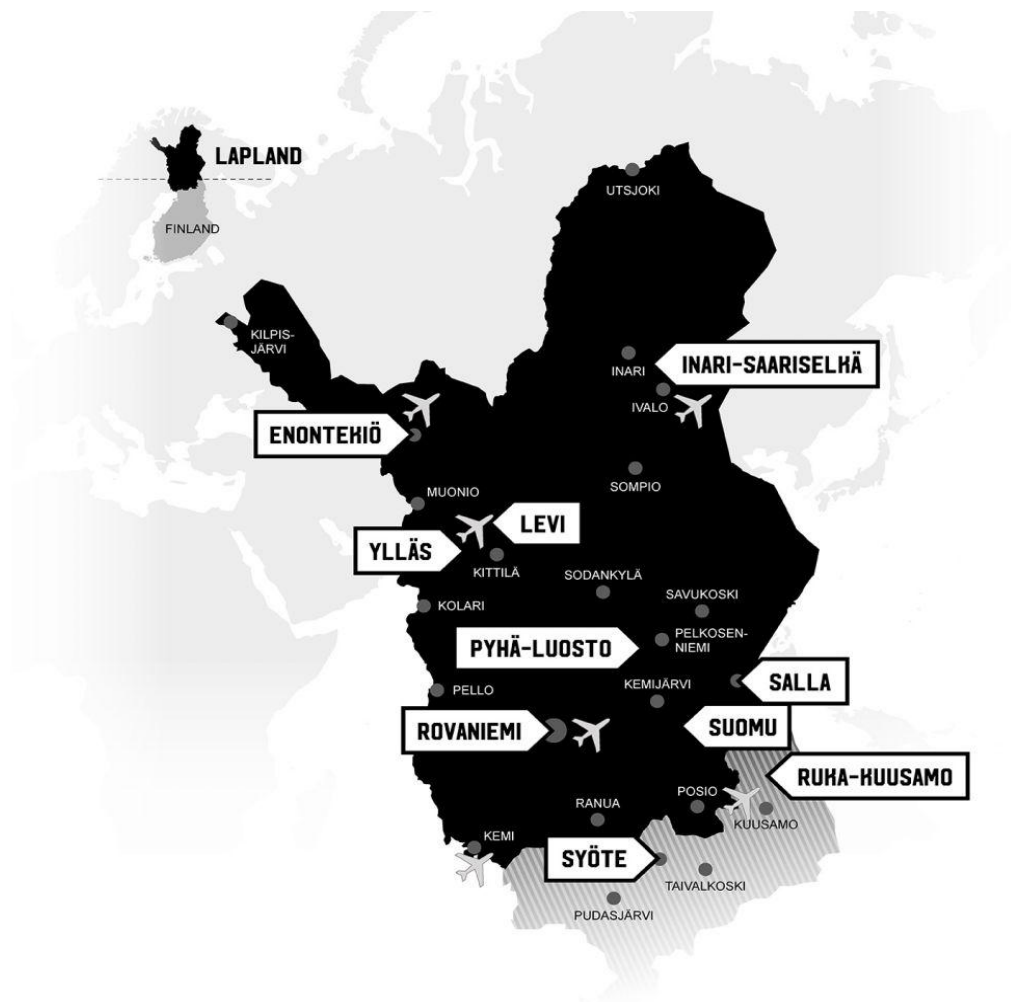 LAPLAND
FINLAND
UTSJOKI
KILPIS-
JÄRVI
INARI
INARI-SAARISELKÄ
IVALO
ENONTEKIÖ
SOMPIO
MUONIO
LEVI
YLLÄS
KITTILÄ
SODANKYLÄ
SAVUKOSKI
KOLARI
PELKOSEN-
NIEMI
PYHÄ-LUOSTO
SALLA
KEMIJÄRVI
PELLO
ROVANIEMI
SUOMU
RUKA-KUUSAMO
POSIO
RANUA
KUUSAMO
KEMI
SYÖTE
TAIVALKOSKI
PUDASJÄRVI